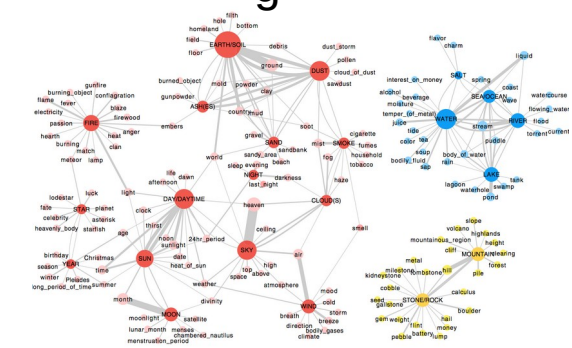 g
filth
hole
homeland
bottom
field
EARTH/SOIL
floor
debris
dust_storm
pollen
ground
DUST
cloud_of_dust
sawdust
burned_object
mold
powder
clay
gunpowder
ASH(ES)
country
mud
gunfire
burning_object
conflagration
flame
fever
blaze
electricity
firewood
passion
FIRE
heat
anger
hearth
burning
heat
clan
match
meteor
lamp
embers
soot
gravel
SAND
sandbank
mist
SMOKE
cigarette
fumes
household
tobacco
world
sandy_area
beach
fog
sleep
evening
NIGHT
darkness
last_night
haze
life
dawn
afternoon
light
DAY/DAYTIME
heaven
CLOUD(S)
luck
lodestar
STAR
planet
fate
celebrity
asterisk
heavenly_body
starfish
clock
age
thirst
noon
sunlight
24hr_period
ceiling
small
birthday
Christmas
YEAR
season
time
winter
Pleiades
summer
long_period_of_time
SUN
date
heat_of_sun
SKY
top
high
above
space
air
atmosphere
weather
month
divinity
moonlight
MOON
satellite
lunar_month
menses
chambered_nautilus
menstruation_period
mood
cold
WIND
storm
breath
breeze
direction
bodily_gases
climate
flavor
charm
liquid
SALT
spring
interest_on_money
coast
alcohol
beverage
SEA/OCEAN
wave
watercourse
moisture
temper_(of_metal)
WATER
RIVER
flowing_water
juice
tide
stream
flood
torrent
current
color
puddle
tea
soup
body_of_water
bodily_fluid
rain
sap
LAKE
tank
lagoon
swamp
waterhole
pond
slope
volcano
highlands
mountainous_region
height
cliff
metal
MOUNTAIN
clearing
forest
milestone
tombstone
hill
pile
kidneystone
cobble
calculus
seed
STONE/ROCK
gallstone
boulder
gem
weight
hail
flint
money
pebble
battery
lump